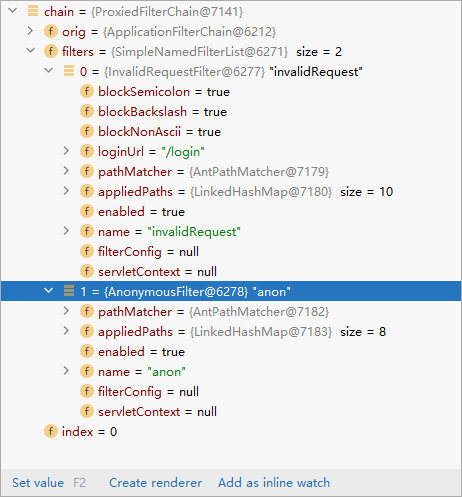 chain = {ProxiedFilterChain@7141}
f orig = {ApplicationFilterChain@6212}
f filters = {SimpleNamedFilterList@6271} size = 2
0 = {InvalidRequestFilter@6277} "invalidRequest"
f blockSemicolon = true
f blockBackslash = true
f blockNonAscii = true
f loginUrl = "/login"
f pathMatcher = {AntPathMatcher@7179}
f appliedPaths = {LinkedHashMap@7180} size = 10
f enabled = true
f name = "invalidRequest"
f filterConfig = null
f servletContext = null
1 = {AnonymousFilter@6278} "anon"
f pathMatcher = {AntPathMatcher@7182}
f appliedPaths = {LinkedHashMap@7183} size = 8
f enabled = true
f name = "anon"
f filterConfig = null
f servletContext = null
f index = 0
Set value F2 Create renderer Add as inline watch